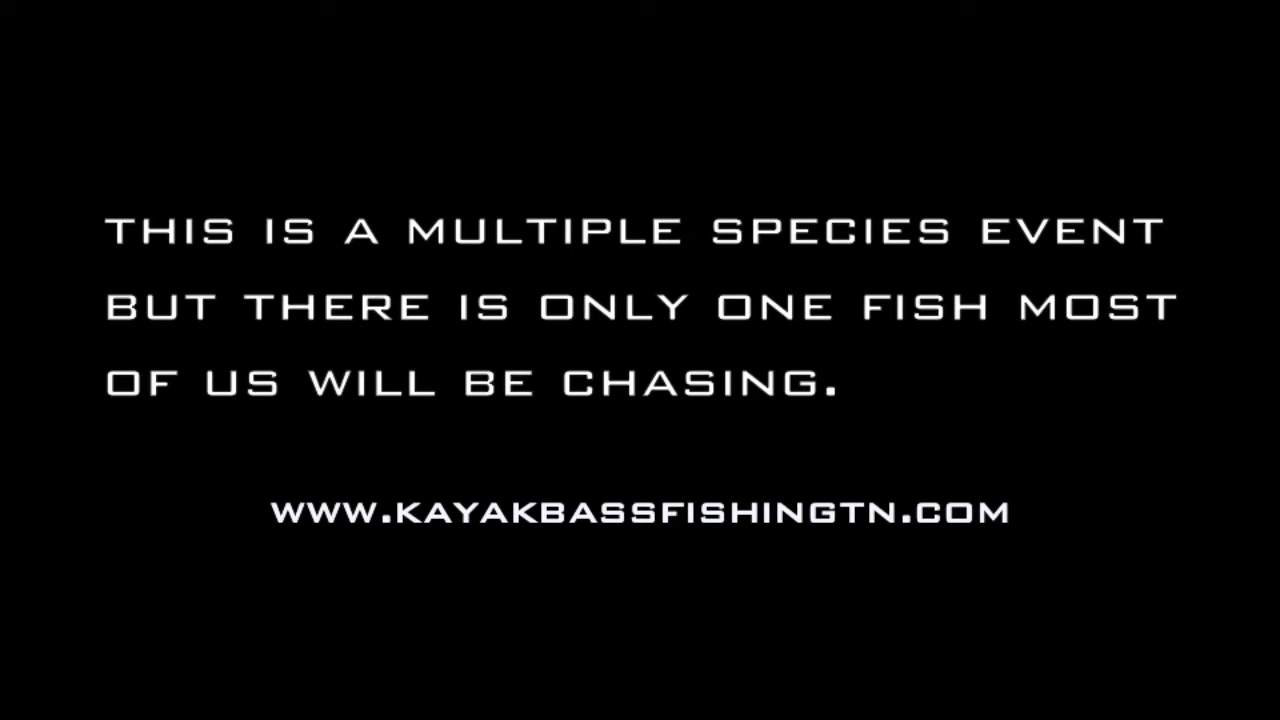 THIS IS A MULTIPLE SPECIES EVENT
BUT THERE IS ONLY ONE FISH MOST
OF US WILL BE CHASING.
WWW.KAYAKBASSFISHINGTN.COM